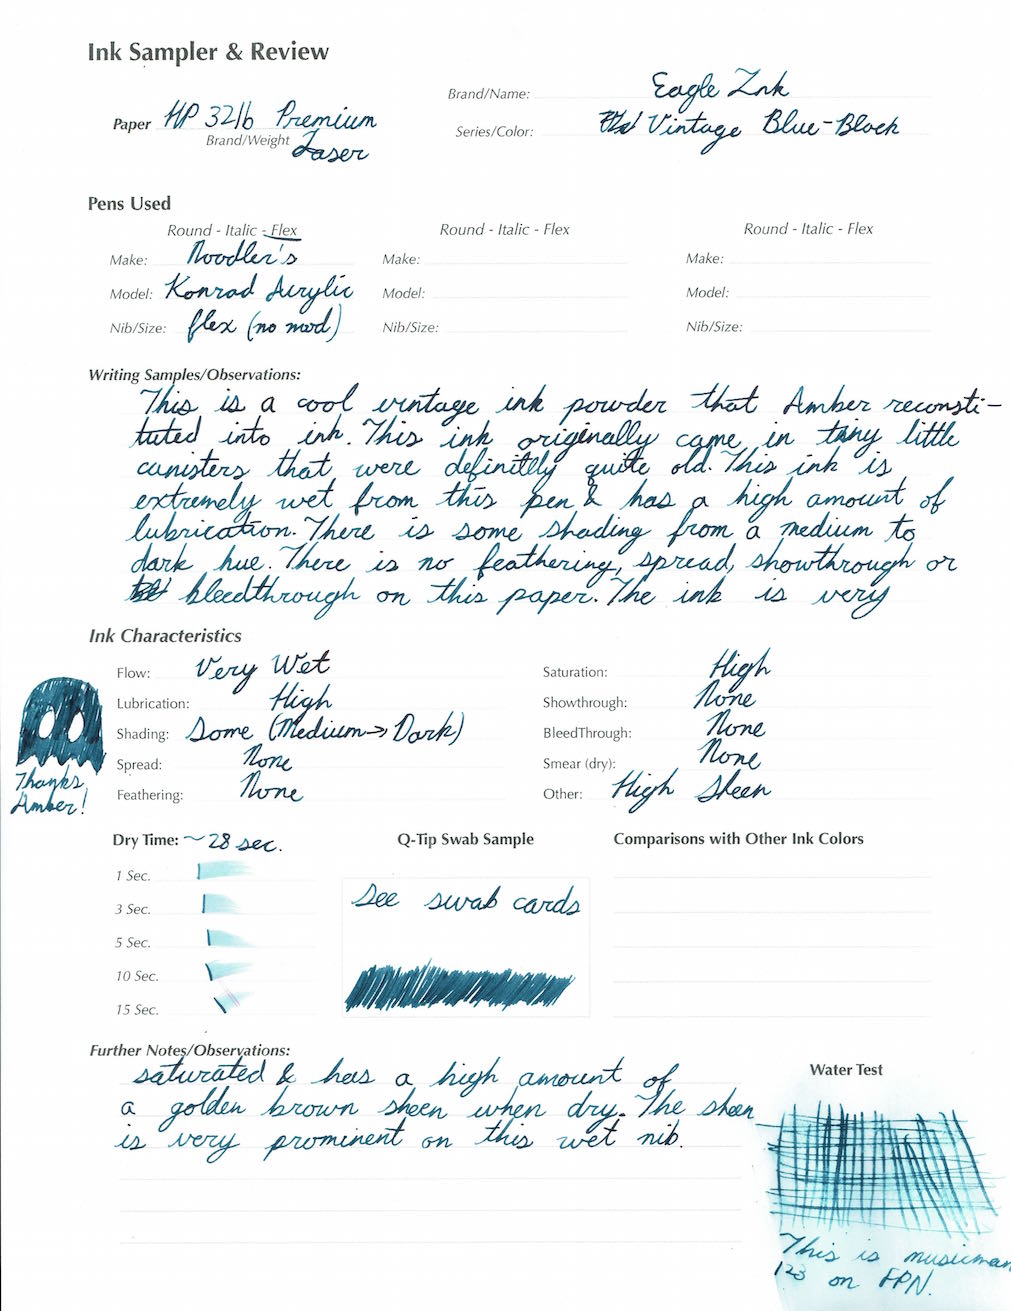 Ink Sampler & Review
Brand/Name: Eagle Ink
Paper HP 32lb Premium
Brand/Weight Laser
Series/Color: Vintage Blue-Black
Pens Used
Round - Italic - Flex
Round - Italic - Flex
Round - Italic - Flex
Make: Noodler's
Make:
Make:
Model: Konrad Acrylic
Model:
Model:
Nib/Size: flex (no mod)
Nib/Size:
Nib/Size:
Writing Samples/Observations:
This is a cool vintage ink powder that Amber reconsti-
tuted into ink. This ink originally came in tiny little
canisters that were definitely quite old. This ink is
extremely wet from this pen & has a high amount of
lubrication. There is some shading from a medium to
dark hue. There is no feathering, spread, showthrough or
bleedthrough on this paper. The ink is very
Ink Characteristics
Flow: Very Wet
Saturation: High
Lubrication: High
Showthrough: None
Shading: Some (Medium→Dark)
BleedThrough: None
Spread: None
Smear (dry): None
Feathering: None
Other: High Sheen
Thanks,
Amber!
Dry Time: ~28 sec.
Q-Tip Swab Sample
Comparisons with Other Ink Colors
1 Sec.
3 Sec.
5 Sec.
10 Sec.
15 Sec.
See swab cards
Further Notes/Observations:
saturated & has a high amount of
a golden brown sheen when dry. The sheen
is very prominent on this wet nib.
Water Test
This is musicman
123 on FPN.